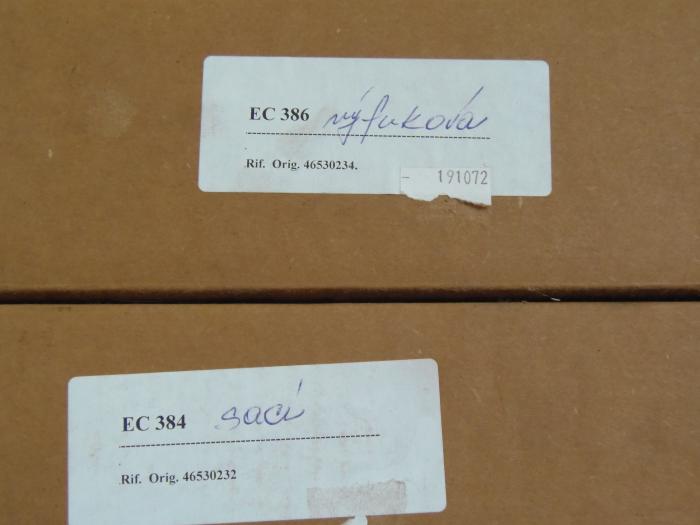 EC 386 výfuková
Rif. Orig. 46530234.
- 191072
EC 384 sací
Rif. Orig. 46530232